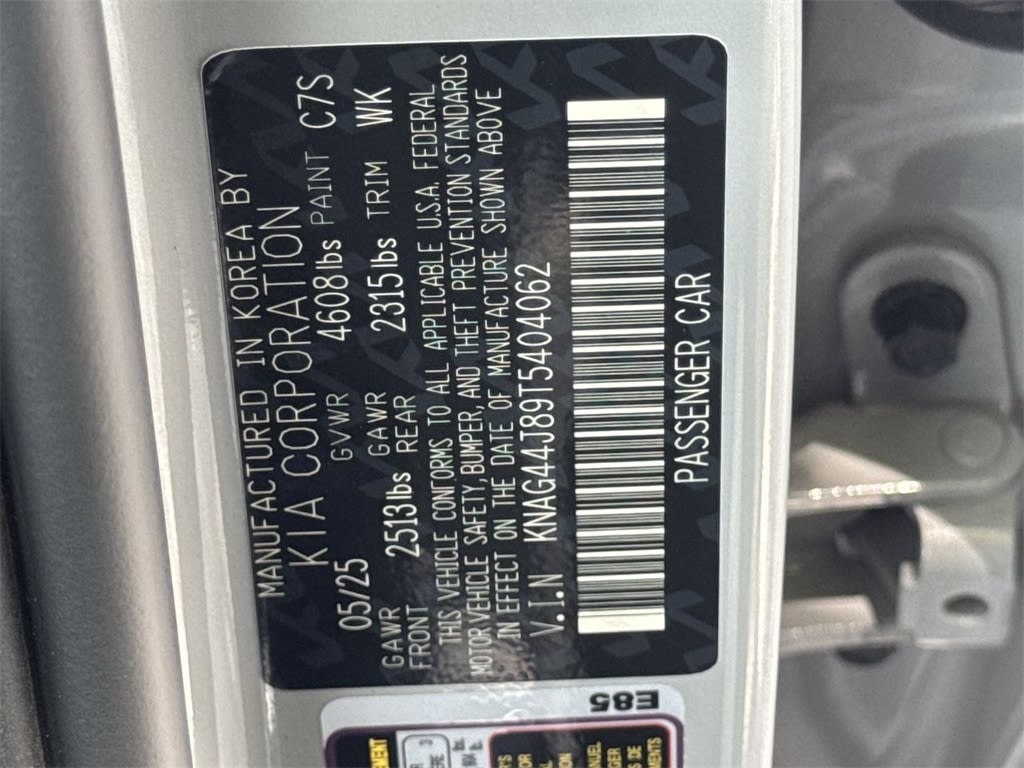 MANUFACTURED IN KOREA BY
KIA CORPORATION
05/25 GVWR 4608lbs PAINT C7S
GAWR FRONT 2513lbs GAWR REAR 2315lbs TRIM WK
THIS VEHICLE CONFORMS TO ALL APPLICABLE U.S.A. FEDERAL
MOTOR VEHICLE SAFETY, BUMPER, AND THEFT PREVENTION STANDARDS
IN EFFECT ON THE DATE OF MANUFACTURE SHOWN ABOVE
V.I.N KNAG44J89T5404062
PASSENGER CAR
E85